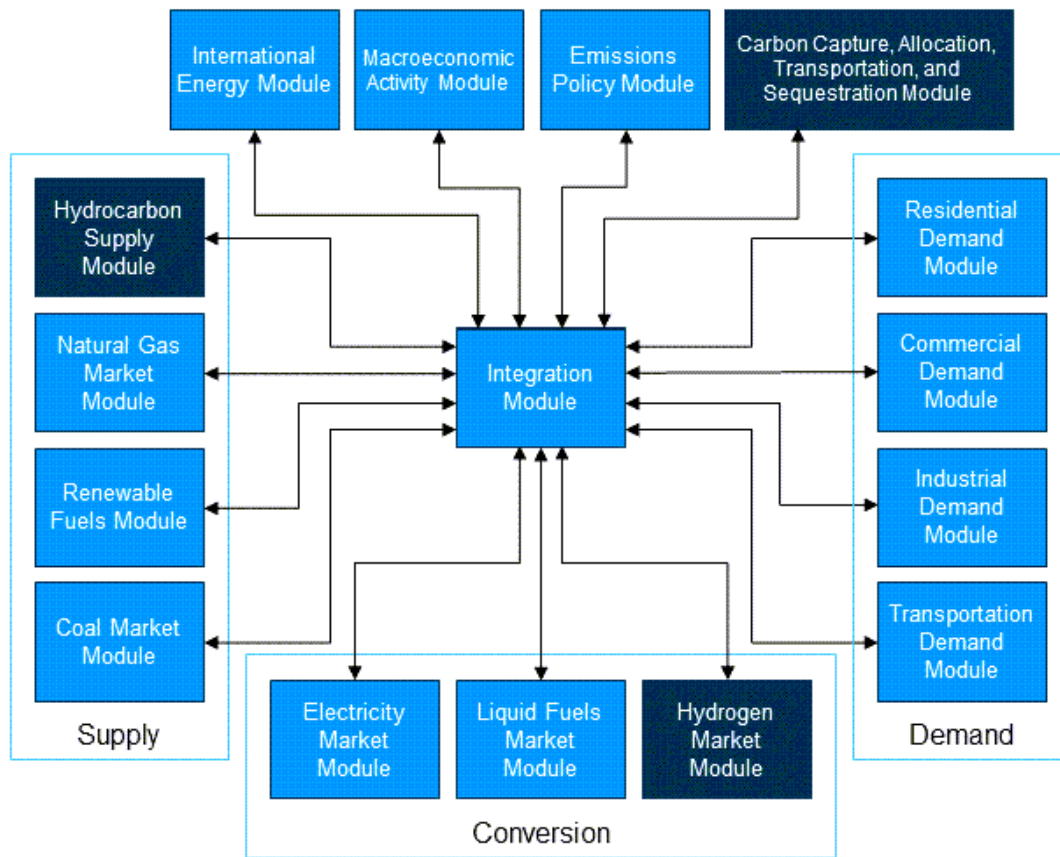 International
Energy Module
Macroeconomic
Activity Module
Emissions
Policy Module
Carbon Capture, Allocation,
Transportation, and
Sequestration Module
Hydrocarbon
Supply
Module
Natural Gas
Market
Module
Renewable
Fuels Module
Coal Market
Module
Supply
Integration
Module
Residential
Demand
Module
Commercial
Demand
Module
Industrial
Demand
Module
Transportation
Demand
Module
Demand
Electricity
Market
Module
Liquid Fuels
Market
Module
Hydrogen
Market
Module
Conversion